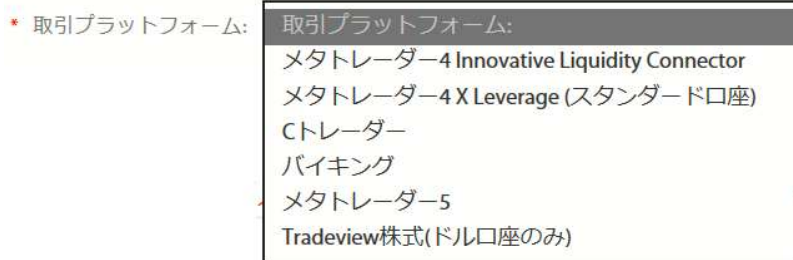 * 取引プラットフォーム: 取引プラットフォーム:
メタトレーダー4 Innovative Liquidity Connector
メタトレーダー4 X Leverage (スタンダード口座)
Cトレーダー
バイキング
メタトレーダー5
Tradeview株式(ドル口座のみ)